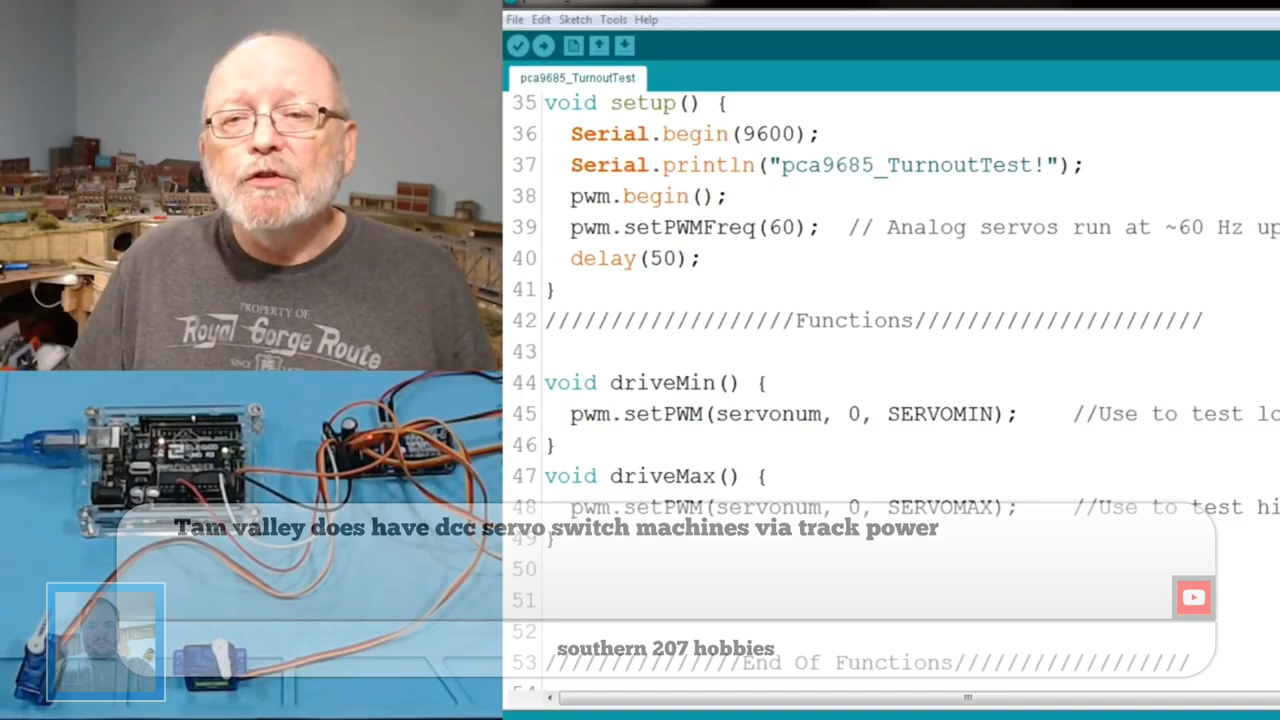 PROPERTY OF
Royal Gorge Route
SINCE
File Edit Sketch Tools Help
pca9685_TurnoutTest
35 void setup() {
36 Serial.begin(9600);
37 Serial.println("pca9685_TurnoutTest!");
38 pwm.begin();
39 pwm.setPWMFreq(60); // Analog servos run at ~60 Hz up
40 delay(50);
41 }
42 ///////////////////Functions//////////////////////
43
44 void driveMin() {
45 pwm.setPWM(servonum, 0, SERVOMIN); //Use to test lo
46 }
47 void driveMax() {
48 pwm.setPWM(servonum, 0, SERVOMAX); //Use to test hi
49 }
50
51
52
53 ///////////////End Of Functions//////////////////
Tam valley does have dcc servo switch machines via track power
southern 207 hobbies